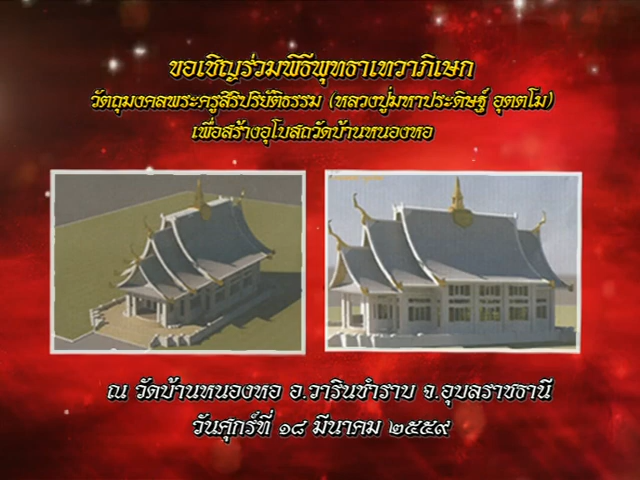 ขอเชิญร่วมพิธีพุทธาเทวาภิเษก
วัตถุมงคลพระครูสิริปริยัติธรรม (หลวงปู่มหาประดิษฐ์ อุตตโม)
เพื่อสร้างอุโบสถวัดบ้านหนองหอ
ณ วัดบ้านหนองหอ อ.วารินชำราบ จ.อุบลราชธานี
วันศุกร์ที่ ๑๘ มีนาคม ๒๕๕๙